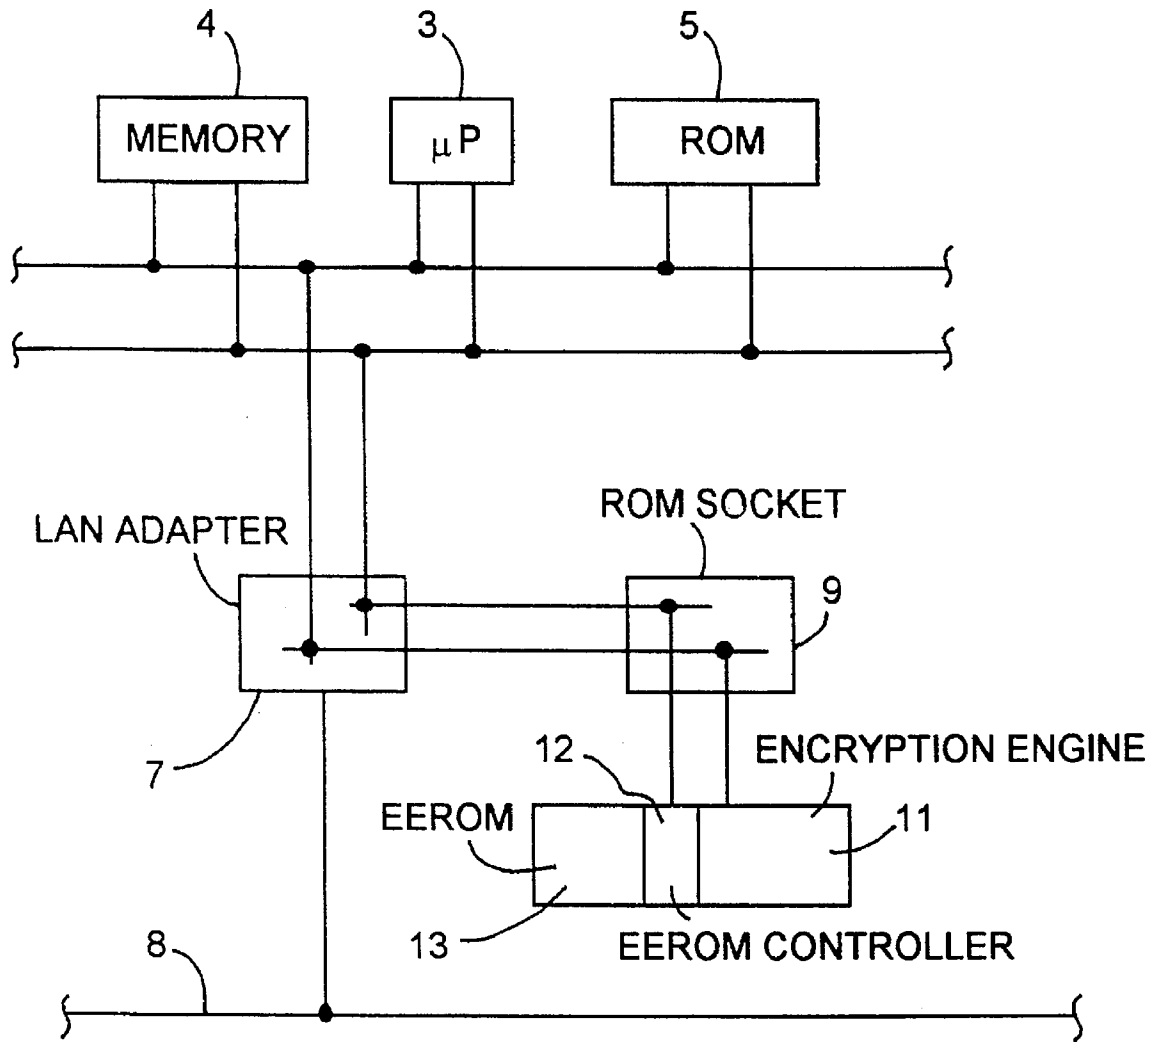 4
3
5
MEMORY
μP
ROM
LAN ADAPTER
ROM SOCKET
9
7
12
ENCRYPTION ENGINE
EEROM
11
13
EEROM CONTROLLER
8